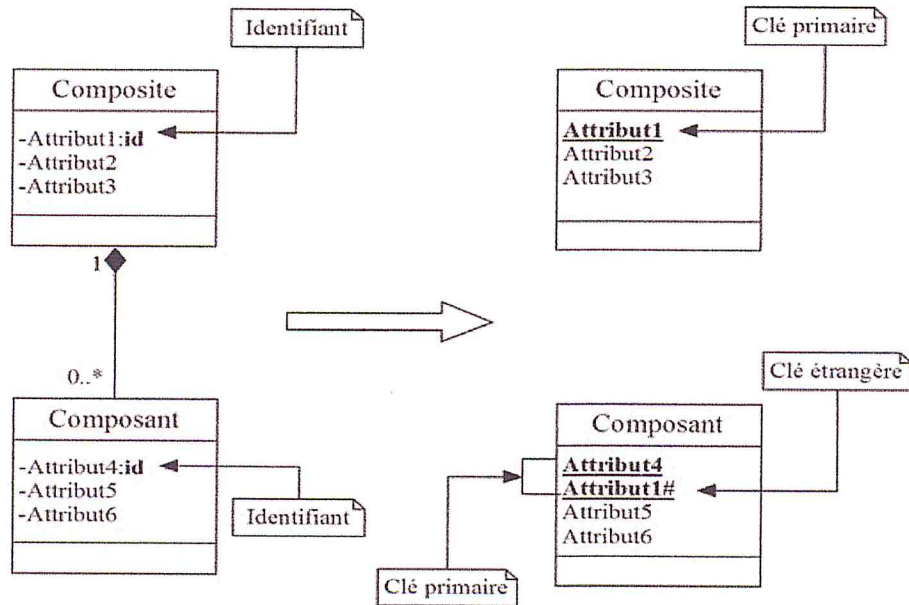 Identifiant
Composite
-Attribut1:id
-Attribut2
-Attribut3
1
0..*
Composant
-Attribut4:id
-Attribut5
-Attribut6
Identifiant
Clé primaire
Composite
Attribut1
Attribut2
Attribut3
Clé étrangère
Composant
Attribut4
Attribut1#
Attribut5
Attribut6
Clé primaire